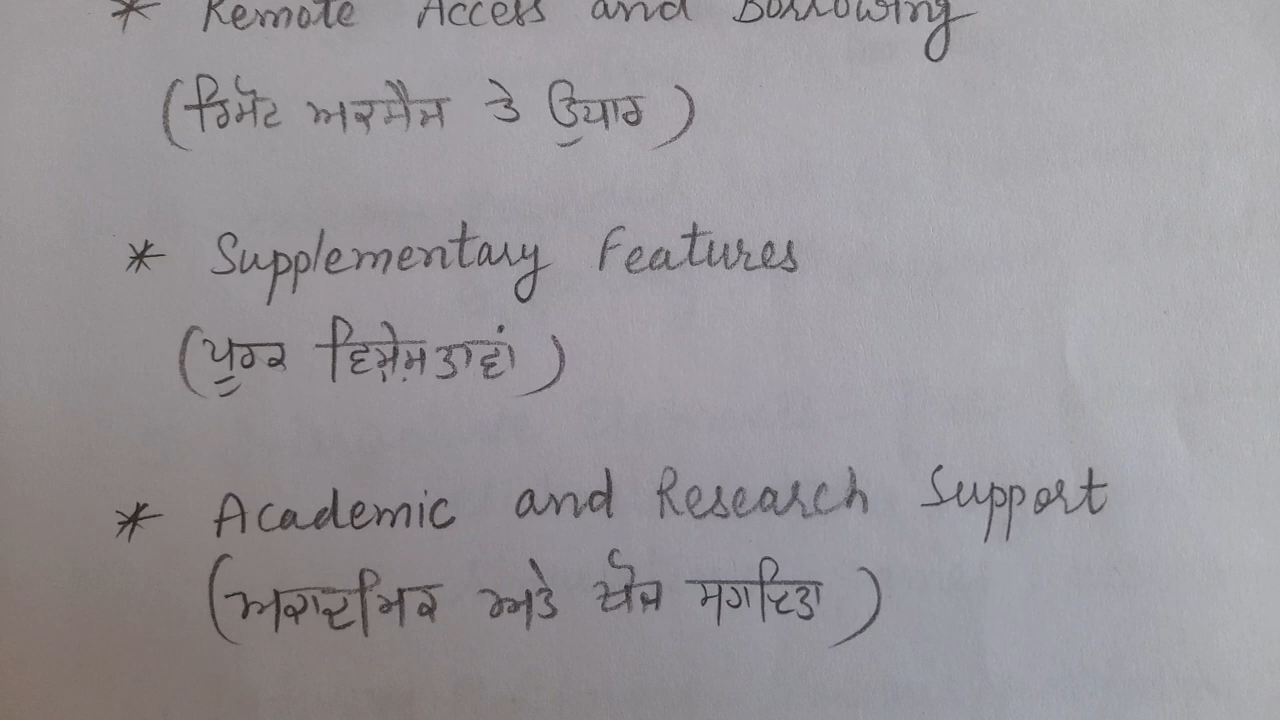 * Remote Access and Borrowing
(ਰਿਮੋਟ ਅਕਸੈਸ ਤੇ ਉਧਾਰ)
* Supplementary Features
(ਪੂਰਕ ਵਿਸ਼ੇਸ਼ਤਾਵਾਂ)
* Academic and Research Support
(ਅਕਾਦਮਿਕ ਅਤੇ ਖੋਜ ਸਹਾਇਤਾ)